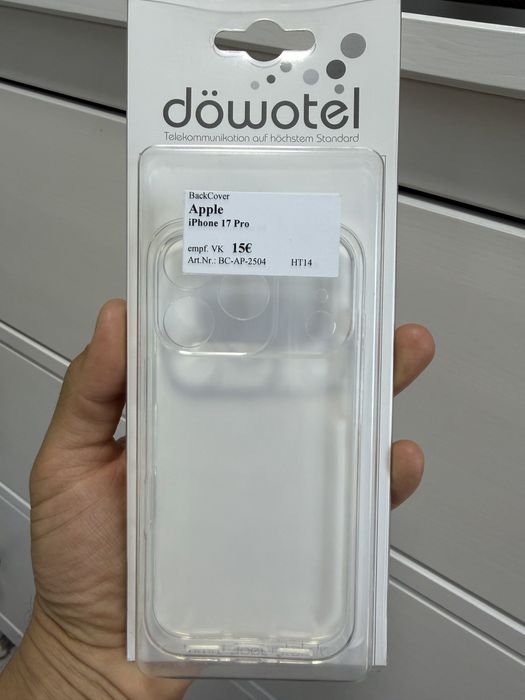 döwotel
Telekommunikation auf höchstem Standard
BackCover
Apple
iPhone 17 Pro
empf. VK 15€
Art.Nr.: BC-AP-2504 HT14